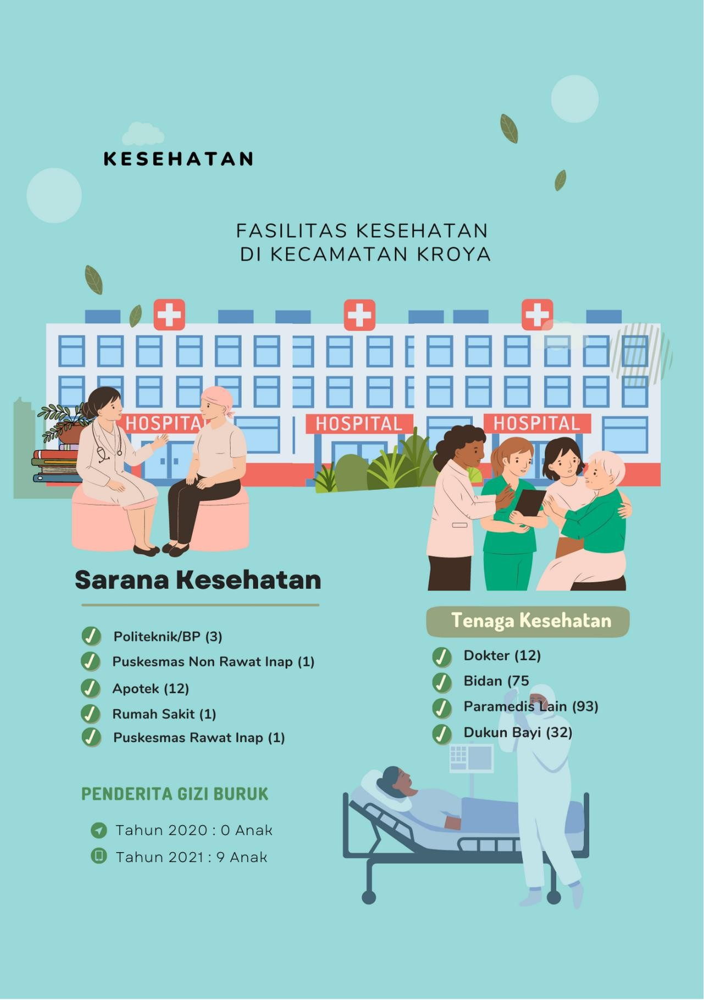 KESEHATAN
FASILITAS KESEHATAN
DI KECAMATAN KROYA
HOSPITAL
HOSPITAL
HOSPITAL
Sarana Kesehatan
Politeknik/BP (3)
Puskesmas Non Rawat Inap (1)
Apotek (12)
Rumah Sakit (1)
Puskesmas Rawat Inap (1)
Tenaga Kesehatan
Dokter (12)
Bidan (75
Paramedis Lain (93)
Dukun Bayi (32)
PENDERITA GIZI BURUK
Tahun 2020 : 0 Anak
Tahun 2021 : 9 Anak